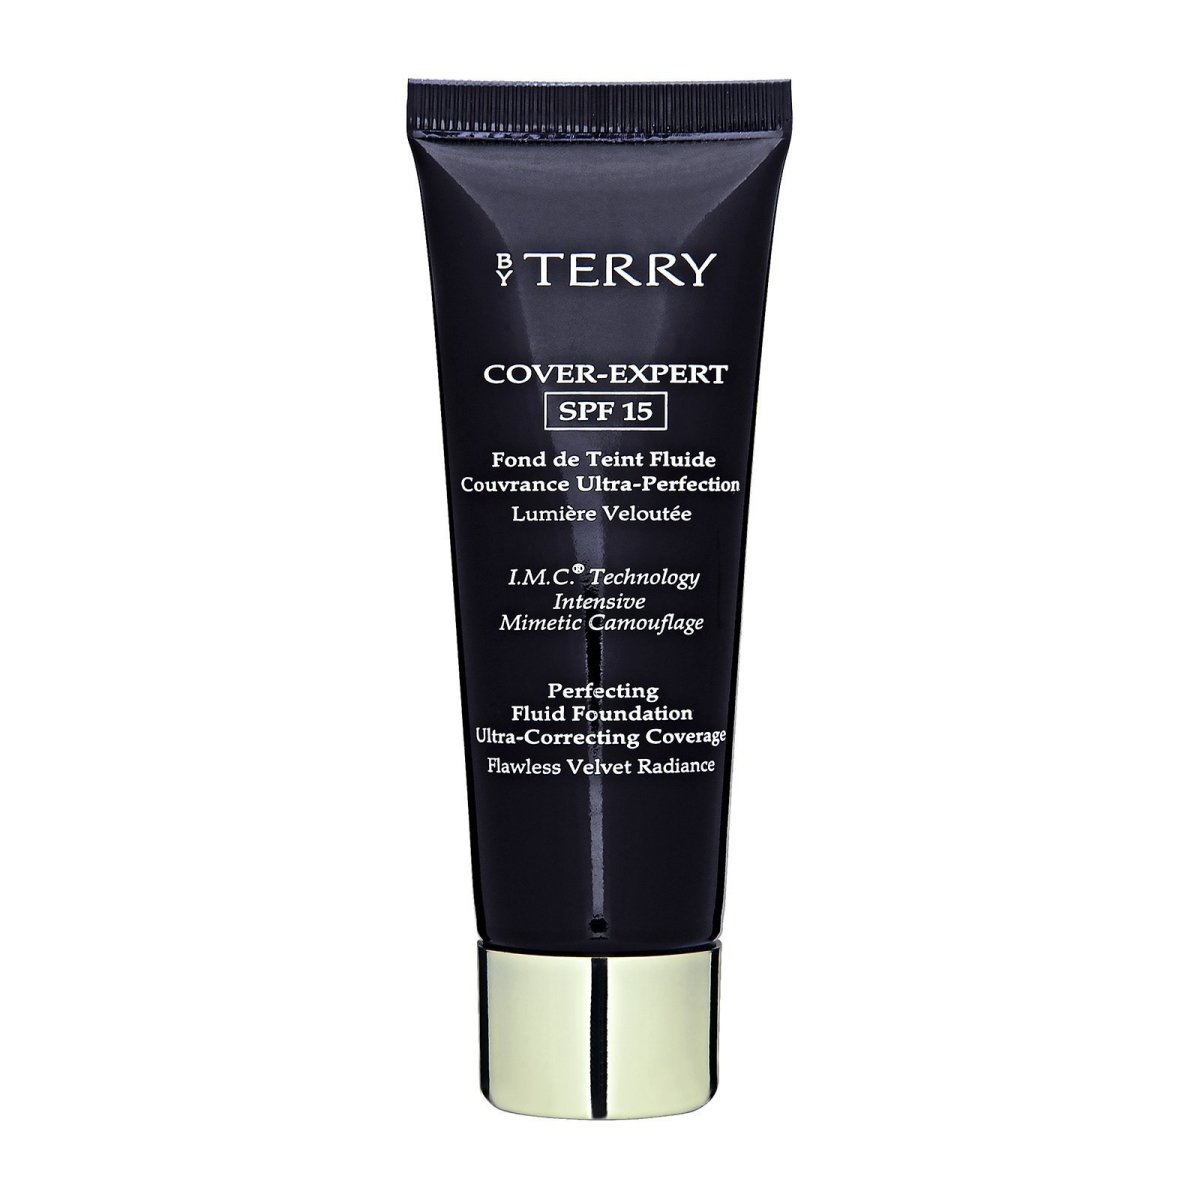 BY TERRY
COVER-EXPERT
SPF 15
Fond de Teint Fluide
Couvrance Ultra-Perfection
Lumière Veloutée
I.M.C.® Technology
Intensive
Mimetic Camouflage
Perfecting
Fluid Foundation
Ultra-Correcting Coverage
Flawless Velvet Radiance